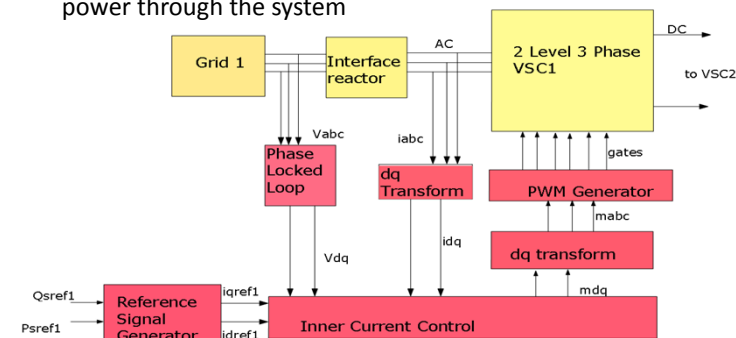 power through the system
Grid 1
Interface
reactor
AC
2 Level 3 Phase
VSC1
DC
to VSC2
Vabc
iabc
gates
Phase
Locked
Loop
dq
Transform
PWM Generator
mabc
Vdq
idq
dq transform
mdq
Qsref1
iqref1
Psref1
idref1
Reference
Signal
Generator
Inner Current Control